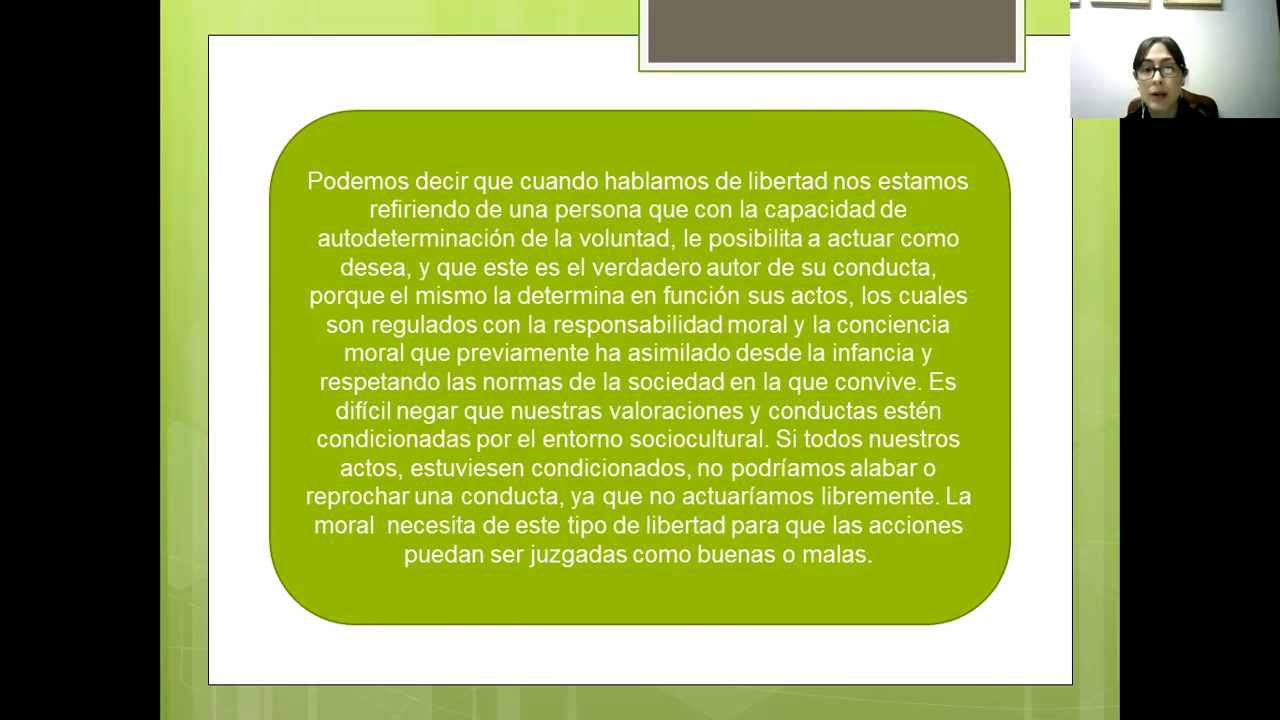 Podemos decir que cuando hablamos de libertad nos estamos
refiriendo de una persona que con la capacidad de
autodeterminación de la voluntad, le posibilita a actuar como
desea, y que este es el verdadero autor de su conducta,
porque el mismo la determina en función sus actos, los cuales
son regulados con la responsabilidad moral y la conciencia
moral que previamente ha asimilado desde la infancia y
respetando las normas de la sociedad en la que convive. Es
difícil negar que nuestras valoraciones y conductas estén
condicionadas por el entorno sociocultural. Si todos nuestros
actos, estuviesen condicionados, no podríamos alabar o
reprochar una conducta, ya que no actuaríamos libremente. La
moral  necesita de este tipo de libertad para que las acciones
puedan ser juzgadas como buenas o malas.